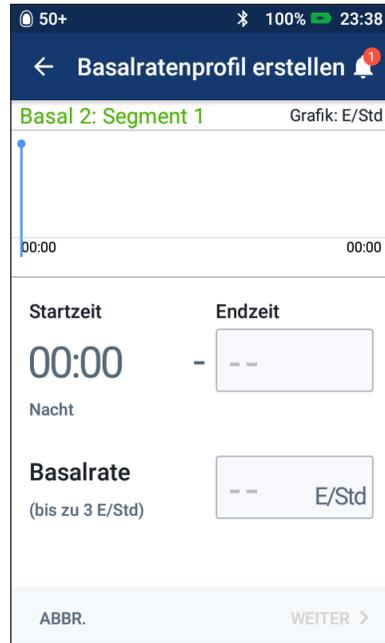 50+ 100% 23:38
Basalratenprofil erstellen 1
Basal 2: Segment 1 Grafik: E/Std
00:00 00:00
Startzeit Endzeit
00:00 - --
Nacht
Basalrate
(bis zu 3 E/Std) -- E/Std
ABBR. WEITER >